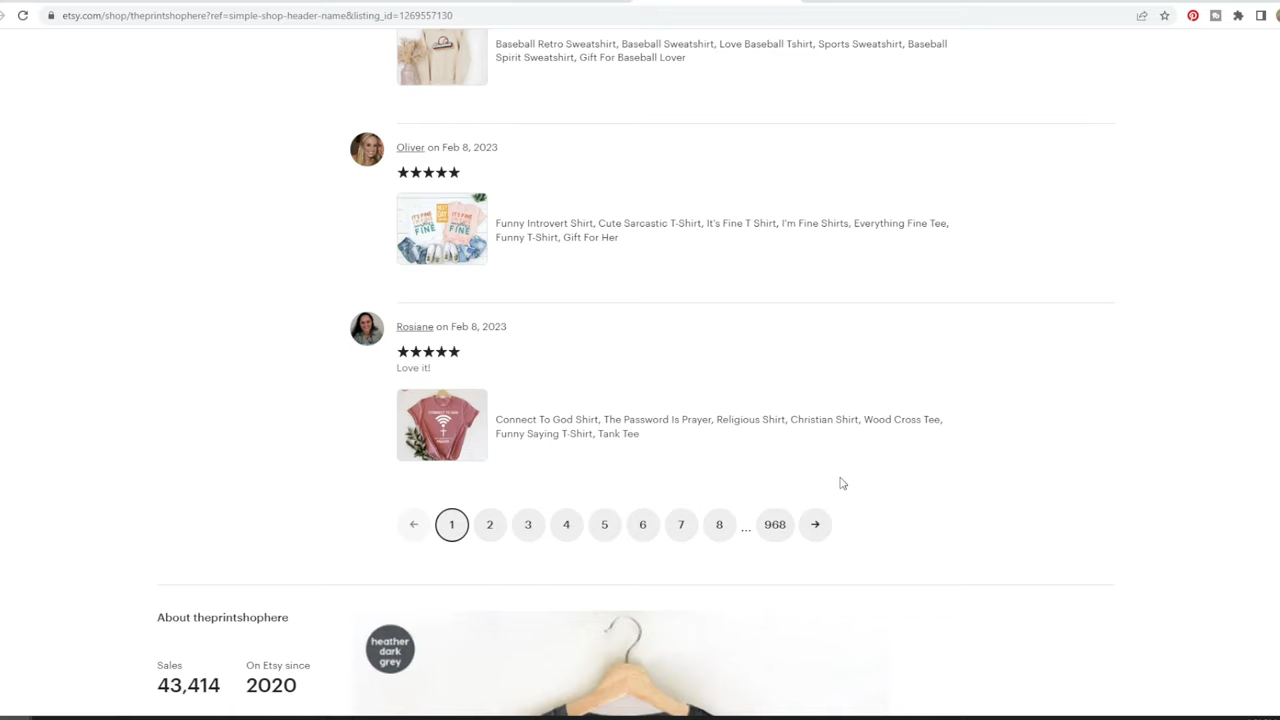 etsy.com/shop/theprintshophere?ref=simple-shop-header-name&listing_id=1269557130
Baseball Retro Sweatshirt, Baseball Sweatshirt, Love Baseball Tshirt, Sports Sweatshirt, Baseball
Spirit Sweatshirt, Gift For Baseball Lover
Oliver on Feb 8, 2023
Funny Introvert Shirt, Cute Sarcastic T-Shirt, It's Fine T Shirt, I'm Fine Shirts, Everything Fine Tee,
Funny T-Shirt, Gift For Her
Rosiane on Feb 8, 2023
Love it!
Connect To God Shirt, The Password Is Prayer, Religious Shirt, Christian Shirt, Wood Cross Tee,
Funny Saying T-Shirt, Tank Tee
1 2 3 4 5 6 7 8 ... 968
About theprintshophere
heather
dark
grey
Sales On Etsy since
43,414 2020